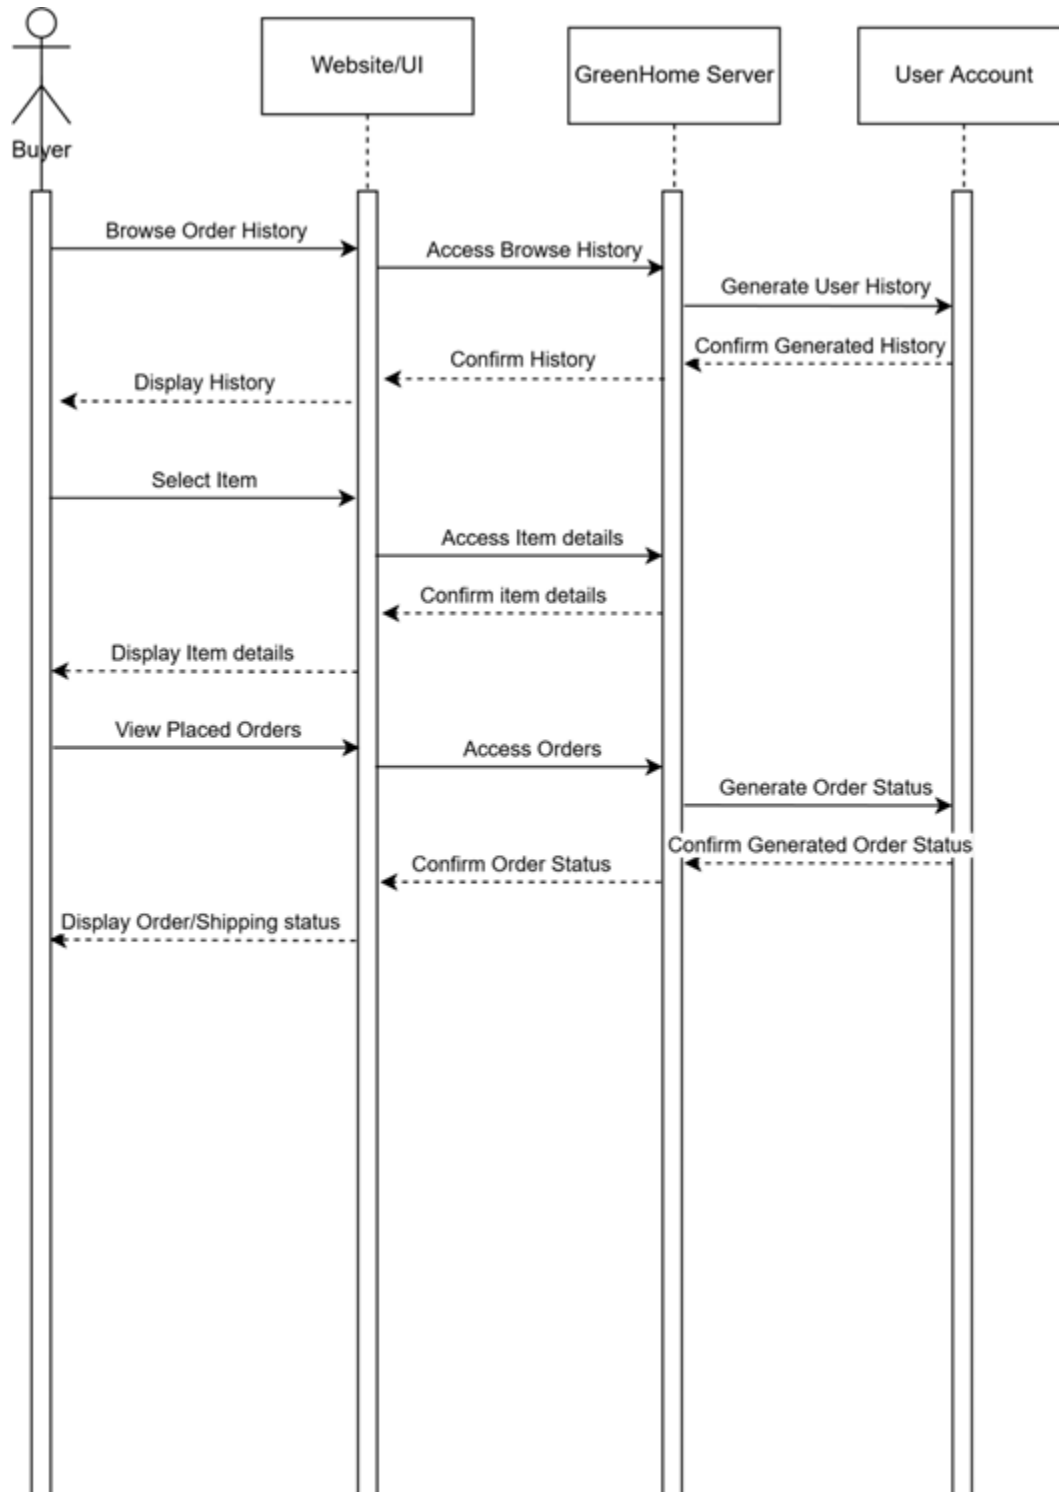 Buyer
Website/UI
GreenHome Server
User Account
Browse Order History
Access Browse History
Generate User History
Confirm Generated History
Confirm History
Display History
Select Item
Access Item details
Confirm item details
Display Item details
View Placed Orders
Access Orders
Generate Order Status
Confirm Generated Order Status
Confirm Order Status
Display Order/Shipping status